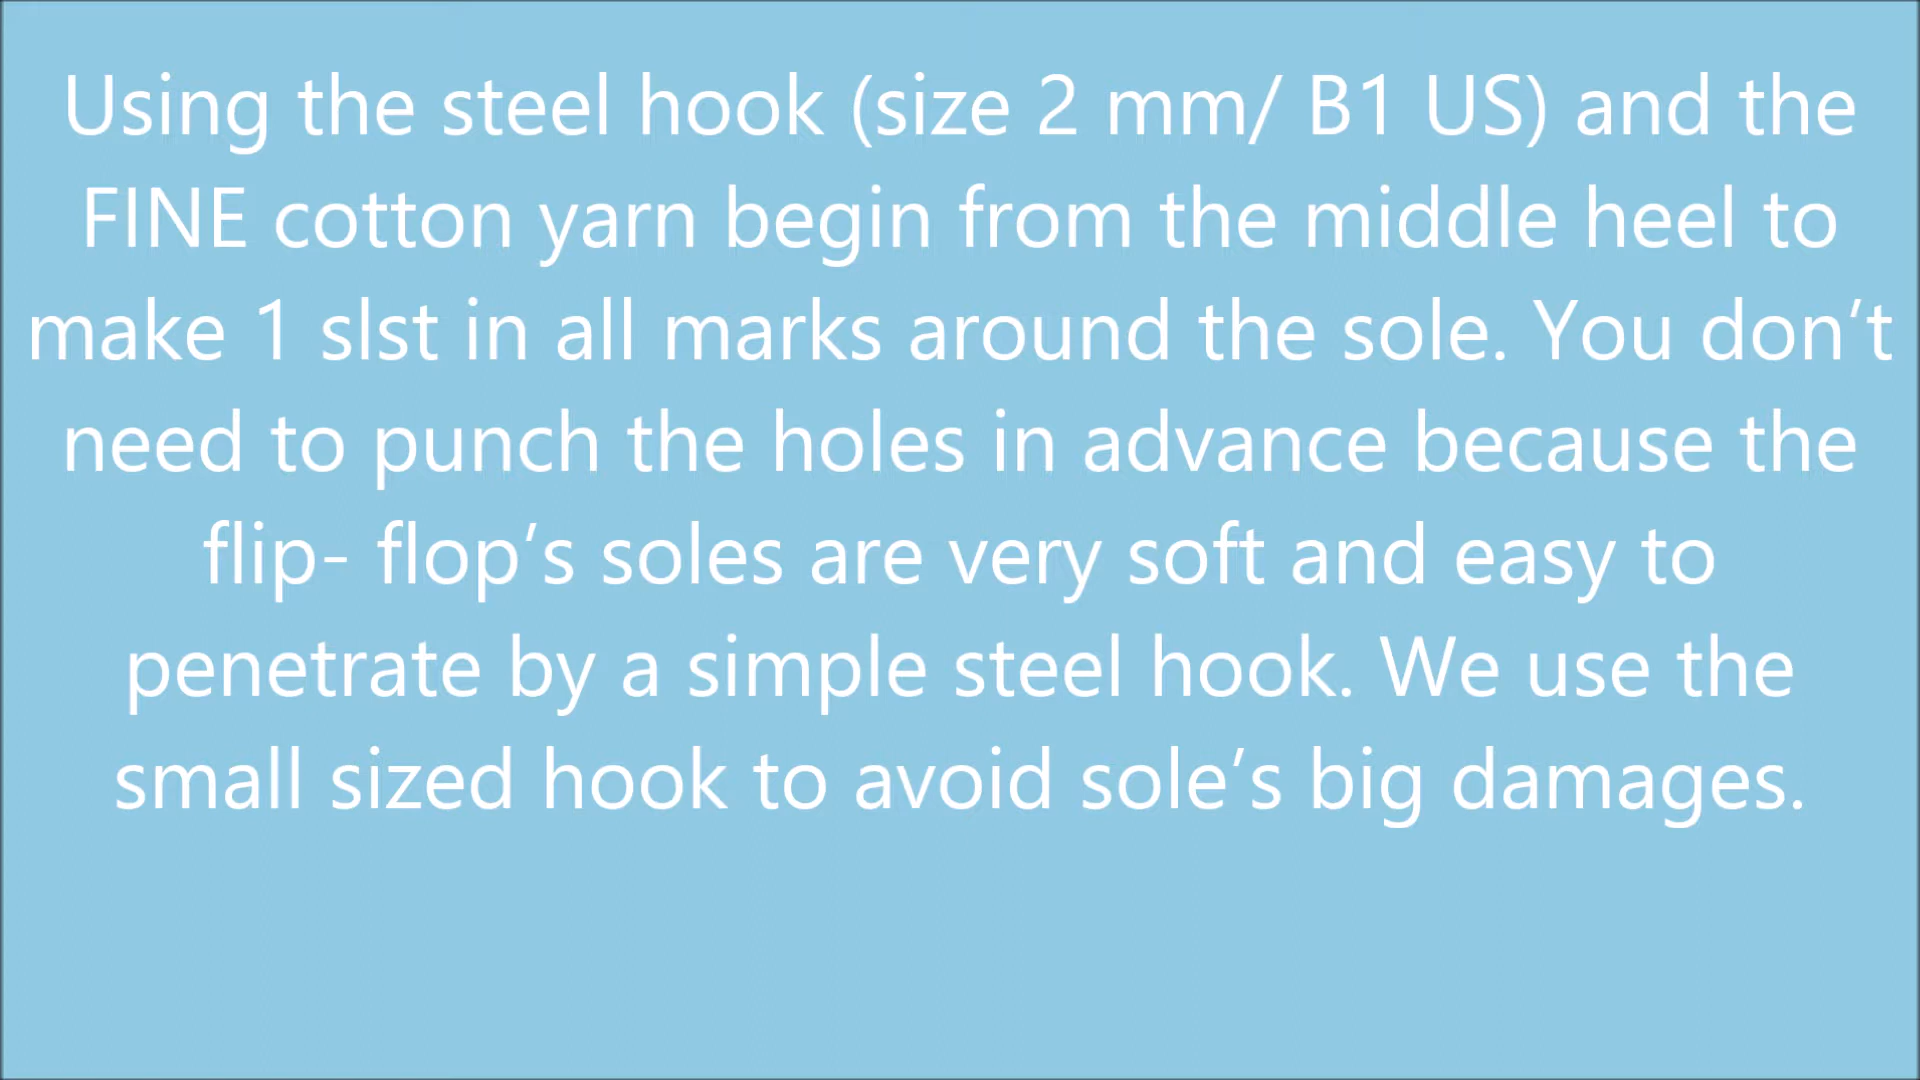 Using the steel hook (size 2 mm/ B1 US) and the
FINE cotton yarn begin from the middle heel to
make 1 slst in all marks around the sole. You don’t
need to punch the holes in advance because the
flip- flop’s soles are very soft and easy to
penetrate by a simple steel hook. We use the
small sized hook to avoid sole’s big damages.